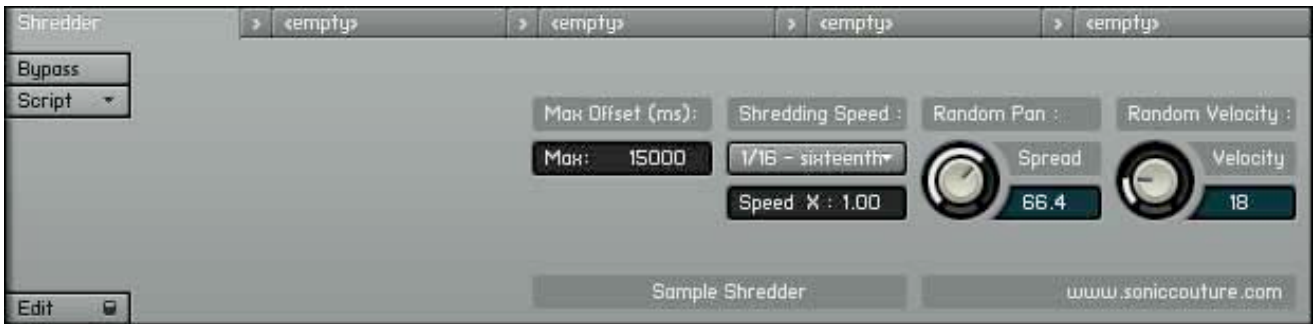 Shredder > <empty> > <empty> > <empty> > <empty>
Bypass
Script
Max Offset (ms): Shredding Speed : Random Pan : Random Velocity :
Max: 15000 1/16 - sixteenth Spread Velocity
Speed X : 1.00 66.4 18
Sample Shredder www.soniccouture.com
Edit